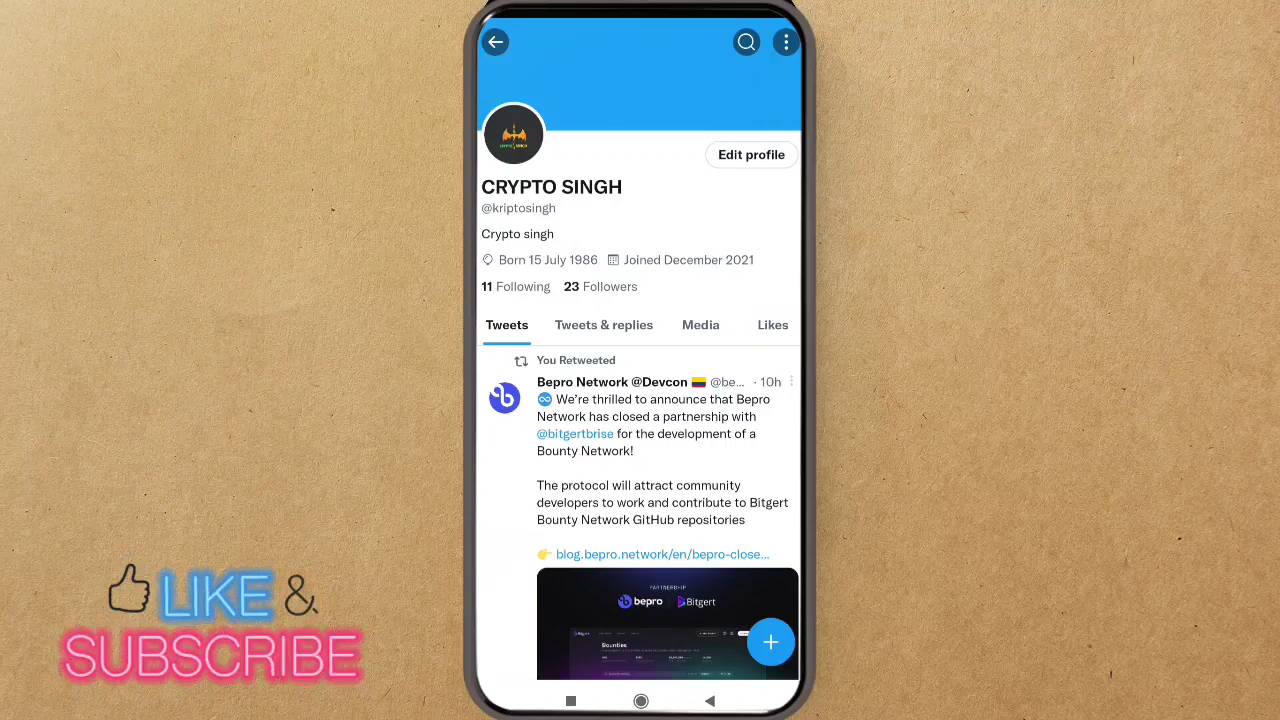 Edit profile
CRYPTO SINGH
@kriptosingh
Crypto singh
Born 15 July 1986 Joined December 2021
11 Following 23 Followers
Tweets Tweets & replies Media Likes
You Retweeted
Bepro Network @Devcon 🇨🇴 @be... · 10h
♾️ We're thrilled to announce that Bepro
Network has closed a partnership with
@bitgertbrise for the development of a
Bounty Network!
The protocol will attract community
developers to work and contribute to Bitgert
Bounty Network GitHub repositories
👉 blog.bepro.network/en/bepro-close...
PARTNERSHIP
bepro Bitgert
Bounties
LIKE &
SUBSCRIBE